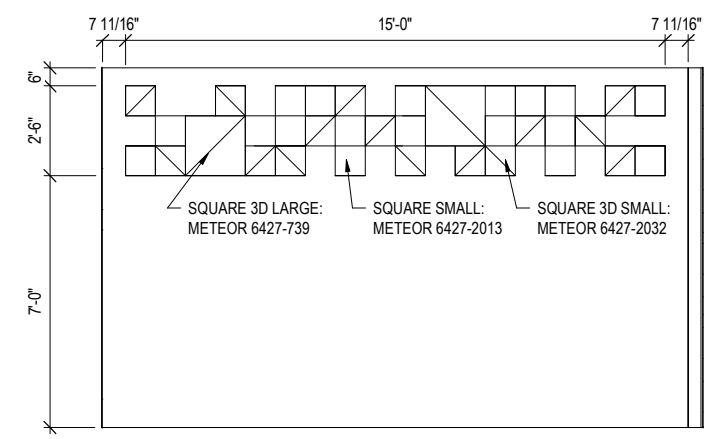 7 11/16" 15'-0" 7 11/16"
6"
2'-6"
7'-0"
SQUARE 3D LARGE:
METEOR 6427-739
SQUARE SMALL:
METEOR 6427-2013
SQUARE 3D SMALL:
METEOR 6427-2032